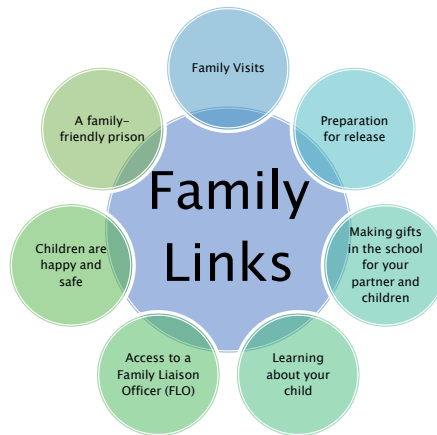 Family Visits
Preparation
for release
Making gifts
in the school
for your
partner and
children
Learning
about your
child
Access to a
Family Liaison
Officer (FLO)
Children are
happy and
safe
A family-
friendly prison
Family
Links